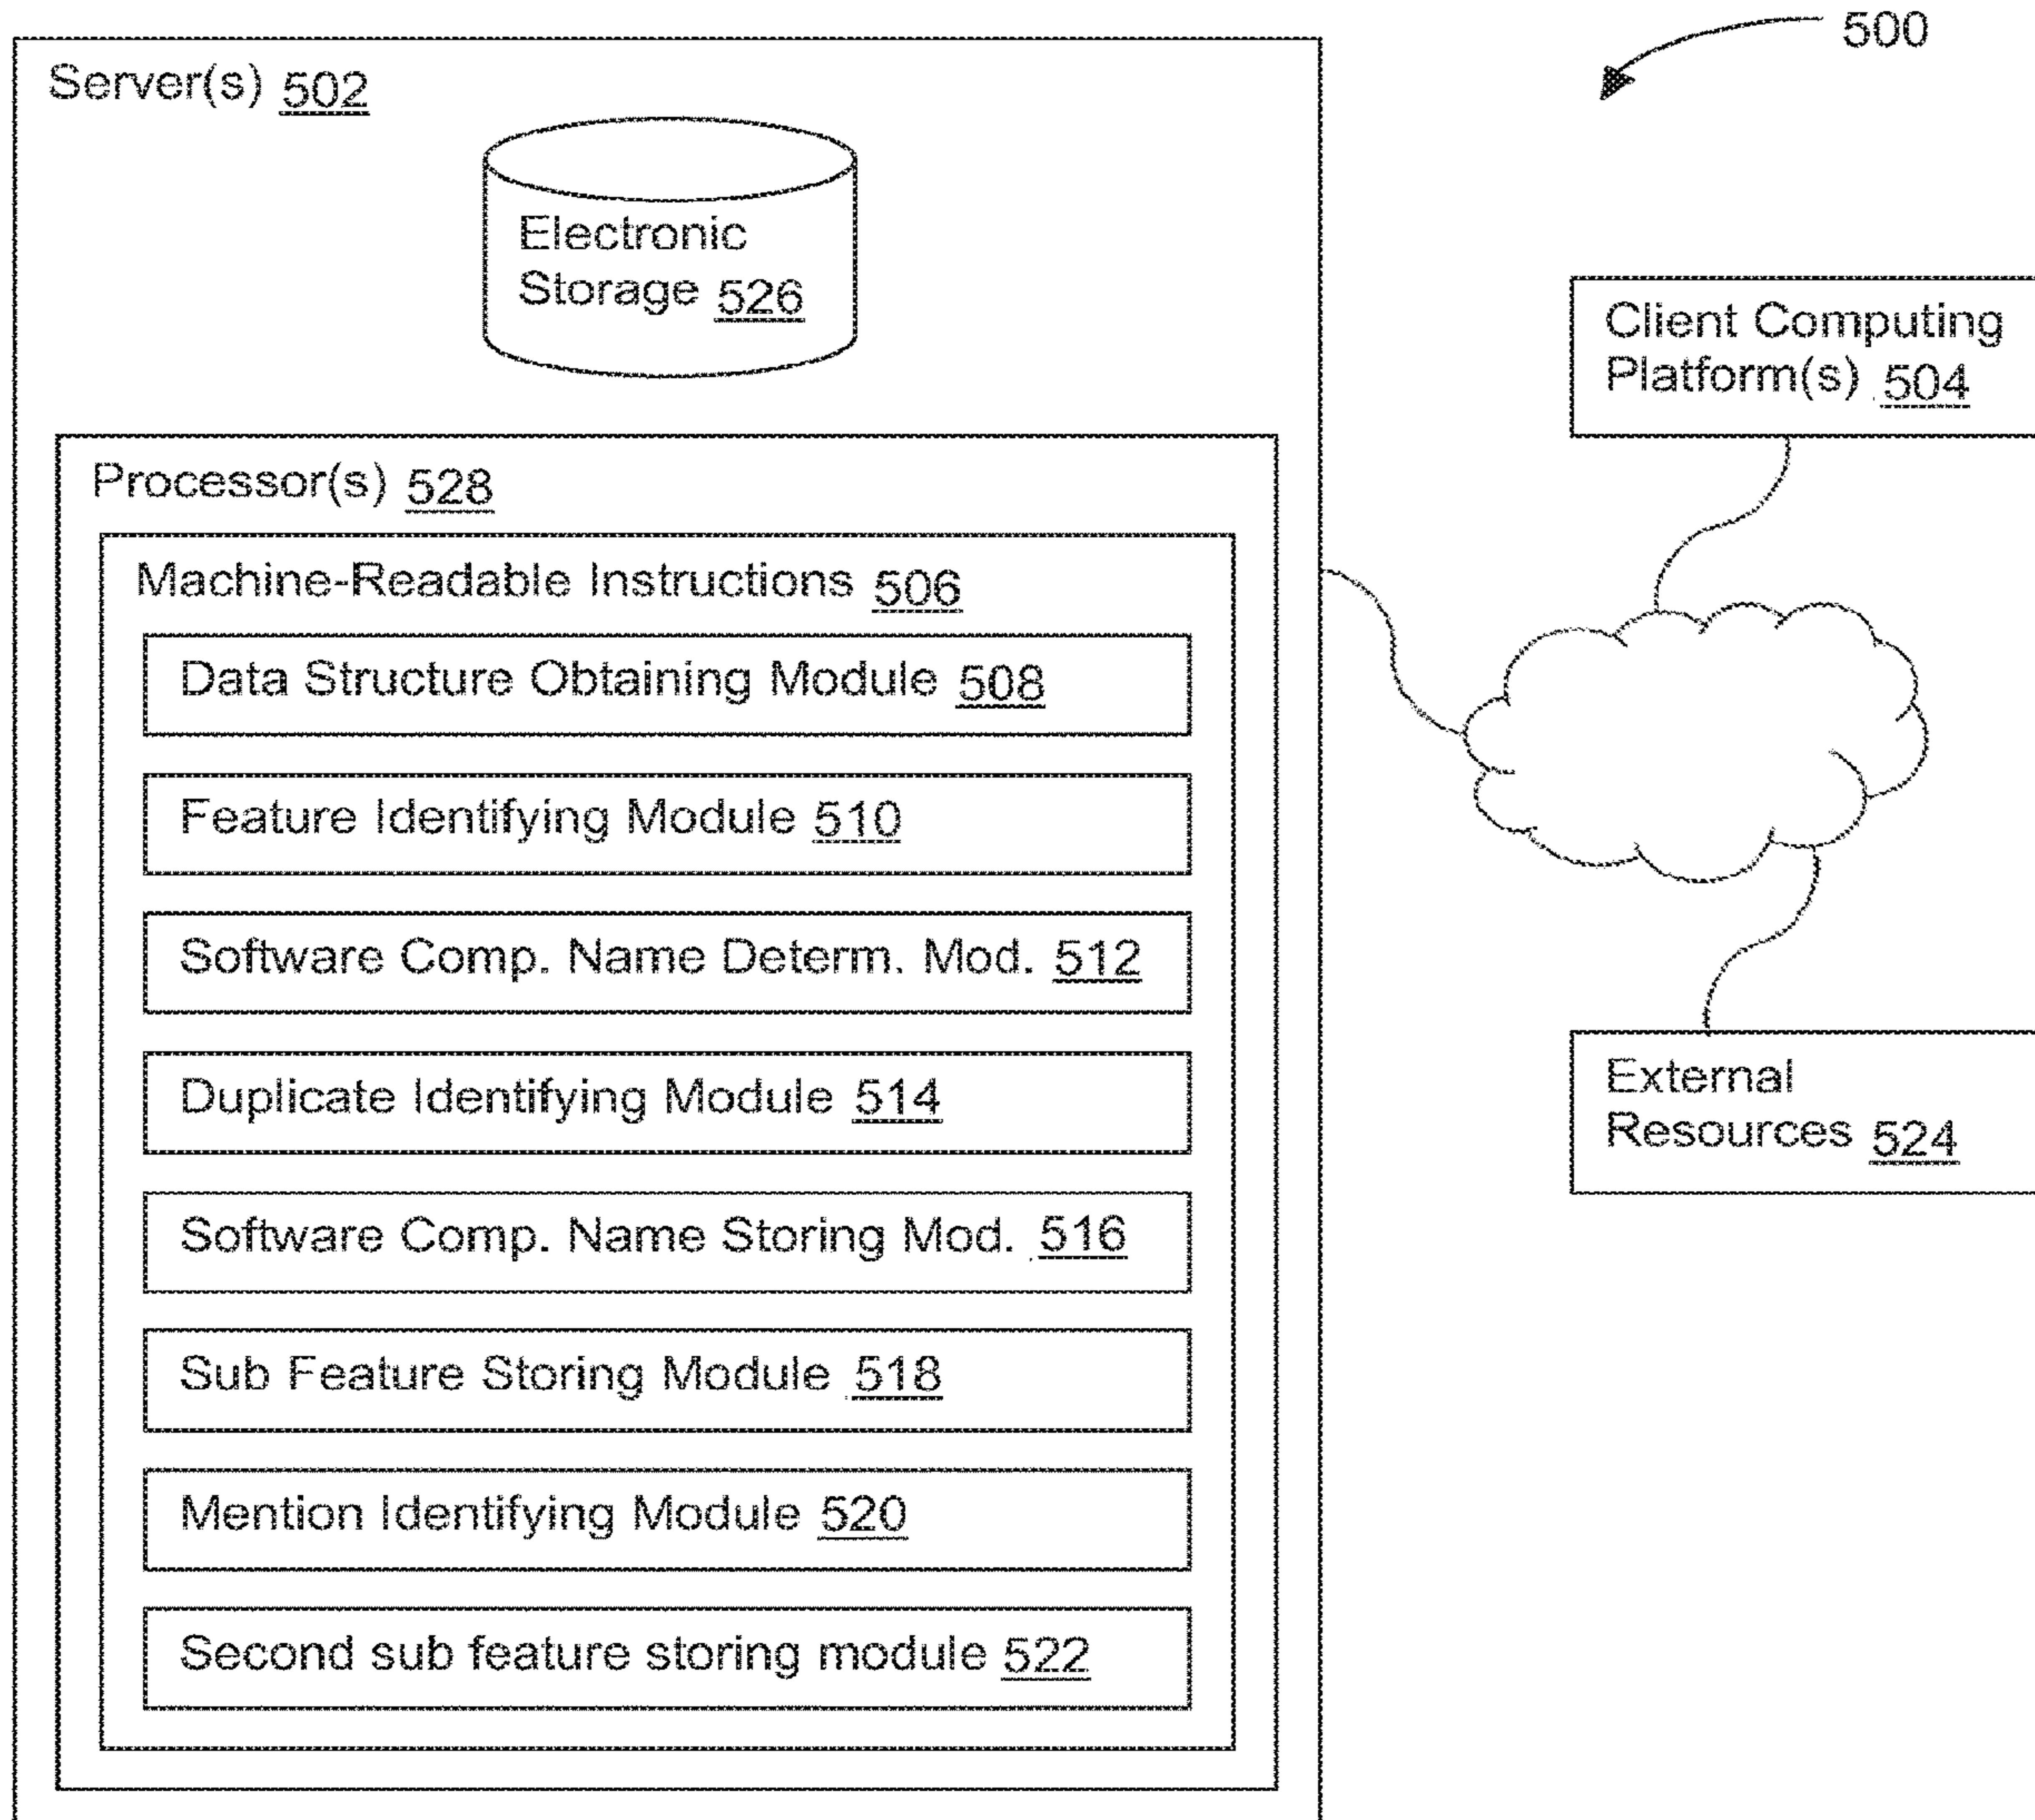 500
Server(s) 502
Electronic
Storage 526
Client Computing
Platform(s) 504
Processor(s) 528
Machine-Readable Instructions 506
Data Structure Obtaining Module 508
Feature Identifying Module 510
Software Comp. Name Determ. Mod. 512
Duplicate Identifying Module 514
Software Comp. Name Storing Mod. 516
Sub Feature Storing Module 518
Mention Identifying Module 520
Second sub feature storing module 522
External
Resources 524